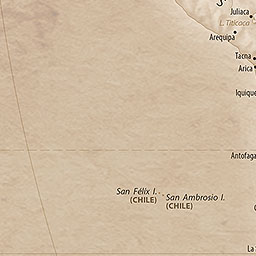 Juliaca
L. Titicaca
Arequipa
Tacna
Arica
Iquique
Antofaga
San Félix I.
(CHILE)
San Ambrosio I.
(CHILE)
La